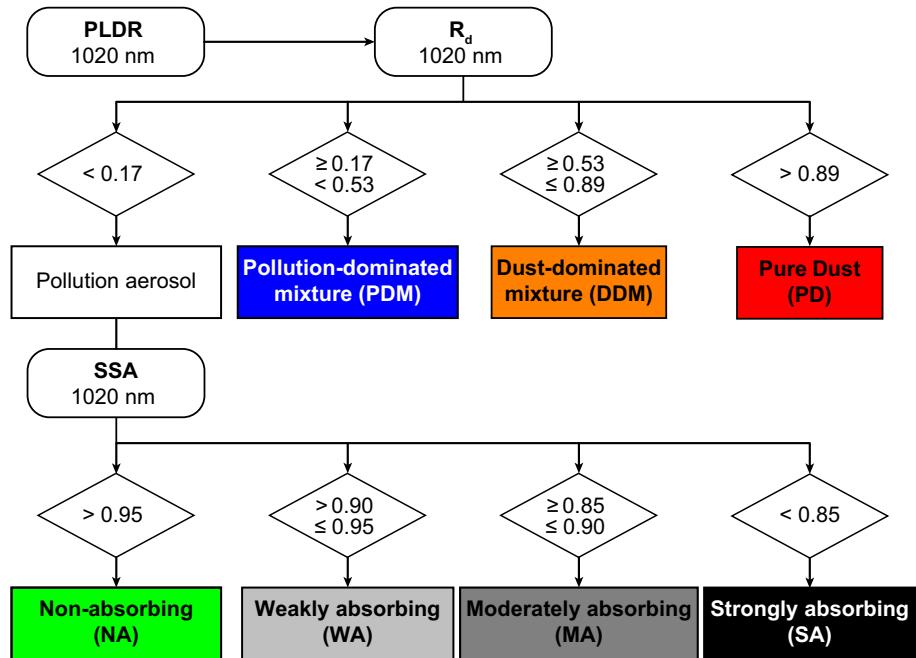 PLDR
1020 nm
R_d
1020 nm
< 0.17
≥ 0.17
< 0.53
≥ 0.53
≤ 0.89
> 0.89
Pollution aerosol
Pollution-dominated
mixture (PDM)
Dust-dominated
mixture (DDM)
Pure Dust
(PD)
SSA
1020 nm
> 0.95
> 0.90
≤ 0.95
≥ 0.85
≤ 0.90
< 0.85
Non-absorbing
(NA)
Weakly absorbing
(WA)
Moderately absorbing
(MA)
Strongly absorbing
(SA)